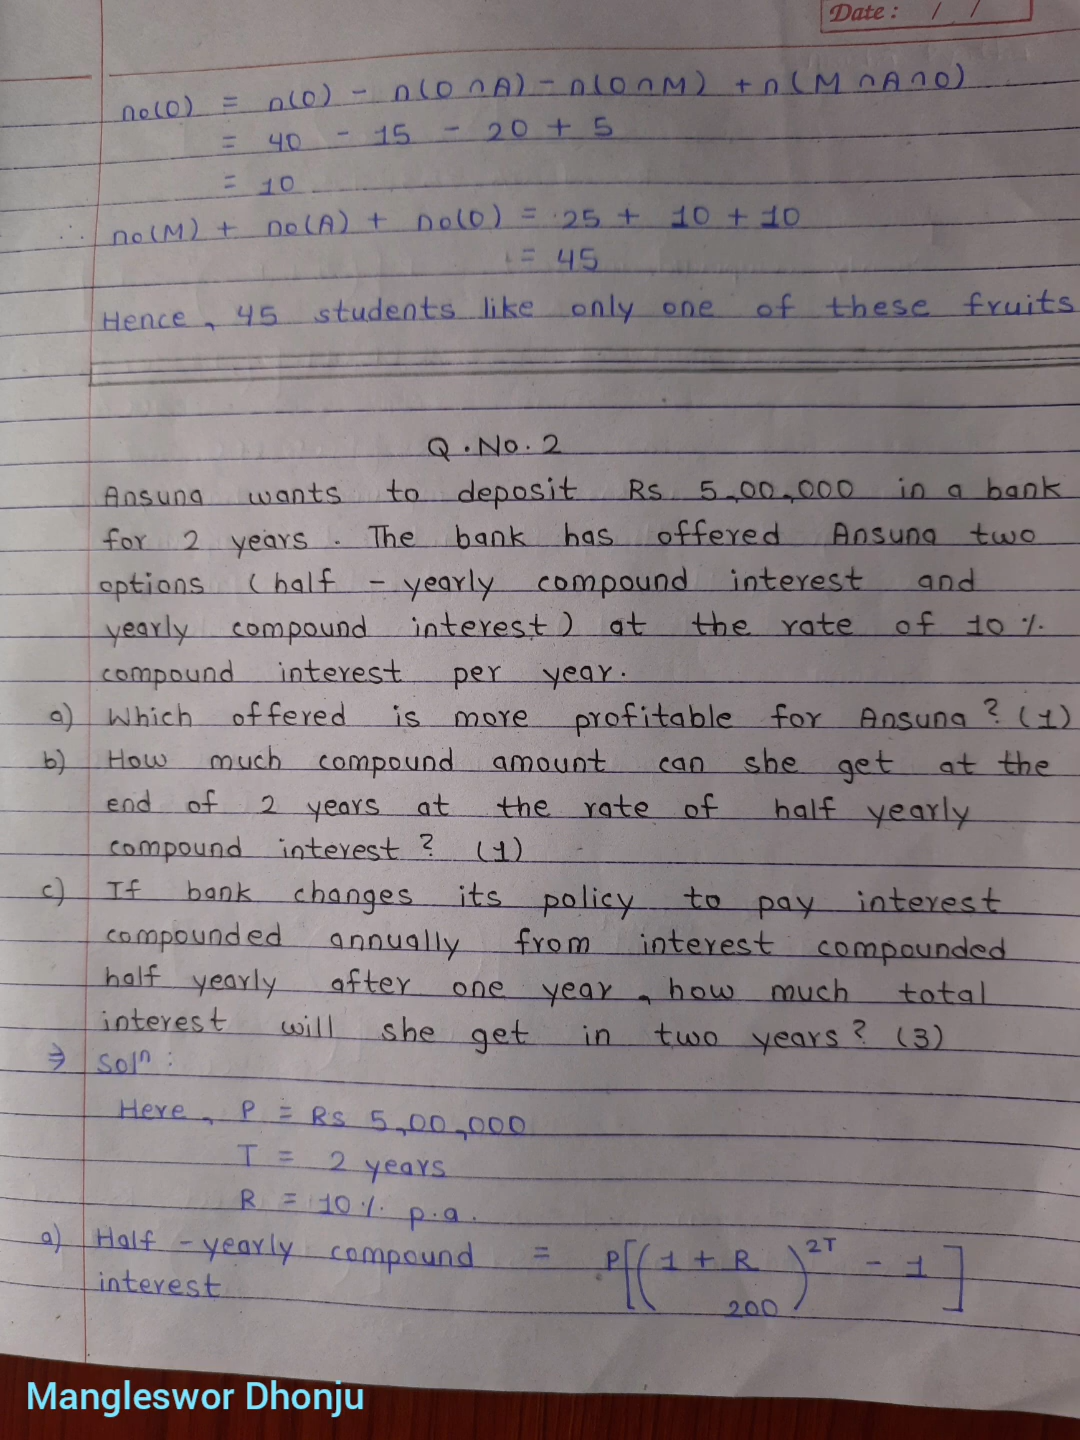 Date: / /
no(O) = n(O) - n(O∩A) - n(O∩M) + n(M∩A∩O)
= 40 - 15 - 20 + 5
= 10
∴ no(M) + no(A) + no(O) = 25 + 10 + 10
= 45
Hence, 45 students like only one of these fruits
Q.No.2
Ansuna wants to deposit Rs 5,00,000 in a bank
for 2 years. The bank has offered Ansuna two
options (half-yearly compound interest and
yearly compound interest) at the rate of 10%
compound interest per year.
a) Which offered is more profitable for Ansuna? (1)
b) How much compound amount can she get at the
end of 2 years at the rate of half yearly
compound interest? (1)
c) If bank changes its policy to pay interest
compounded annually from interest compounded
half yearly after one year, how much total
interest will she get in two years? (3)
⇒ Solⁿ:
Here, P = Rs 5,00,000
T = 2 years
R = 10% p.a.
a) Half-yearly compound = P[(1 + R/200)^2T - 1]
interest
Mangleswor Dhonju